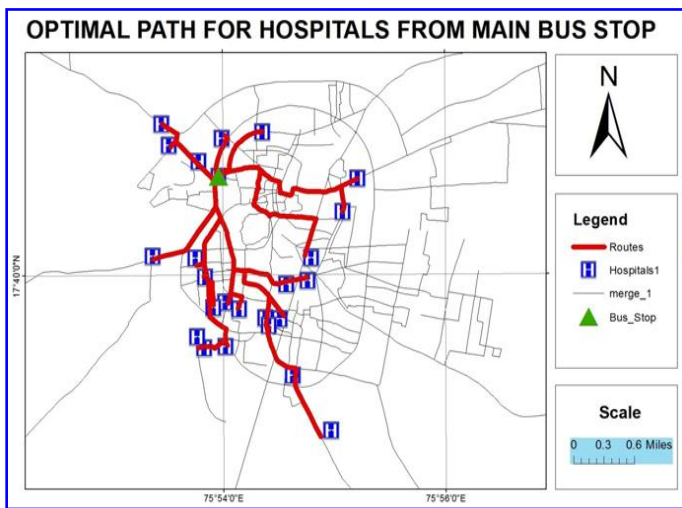 OPTIMAL PATH FOR HOSPITALS FROM MAIN BUS STOP
N
H H H H H H H H H H H H H H H H H H H H H H H H H
17°40'0"N
75°54'0"E
75°56'0"E
Legend
Routes
H Hospitals1
merge_1
Bus_Stop
Scale
0 0.3 0.6 Miles